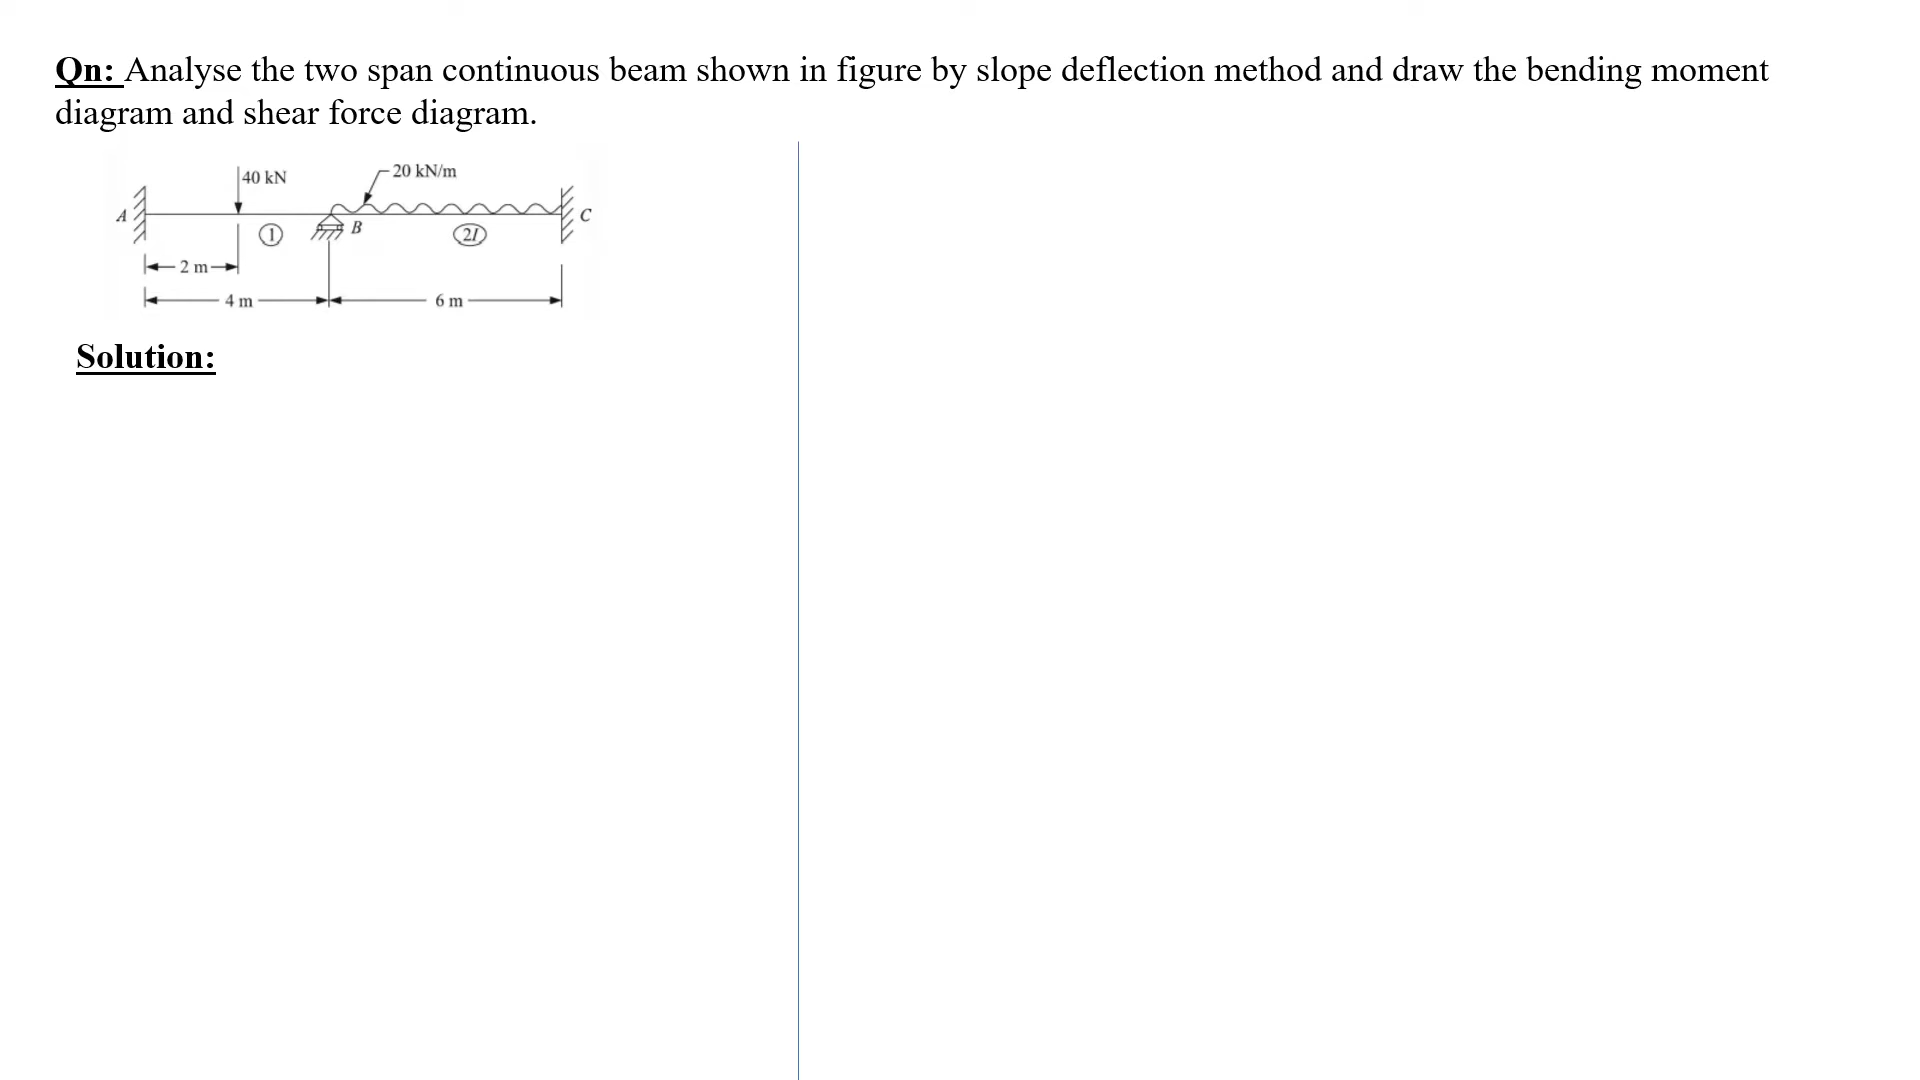 Qn: Analyse the two span continuous beam shown in figure by slope deflection method and draw the bending moment
diagram and shear force diagram.
40 kN
20 kN/m
A
B
C
1
2I
2 m
4 m
6 m
Solution: